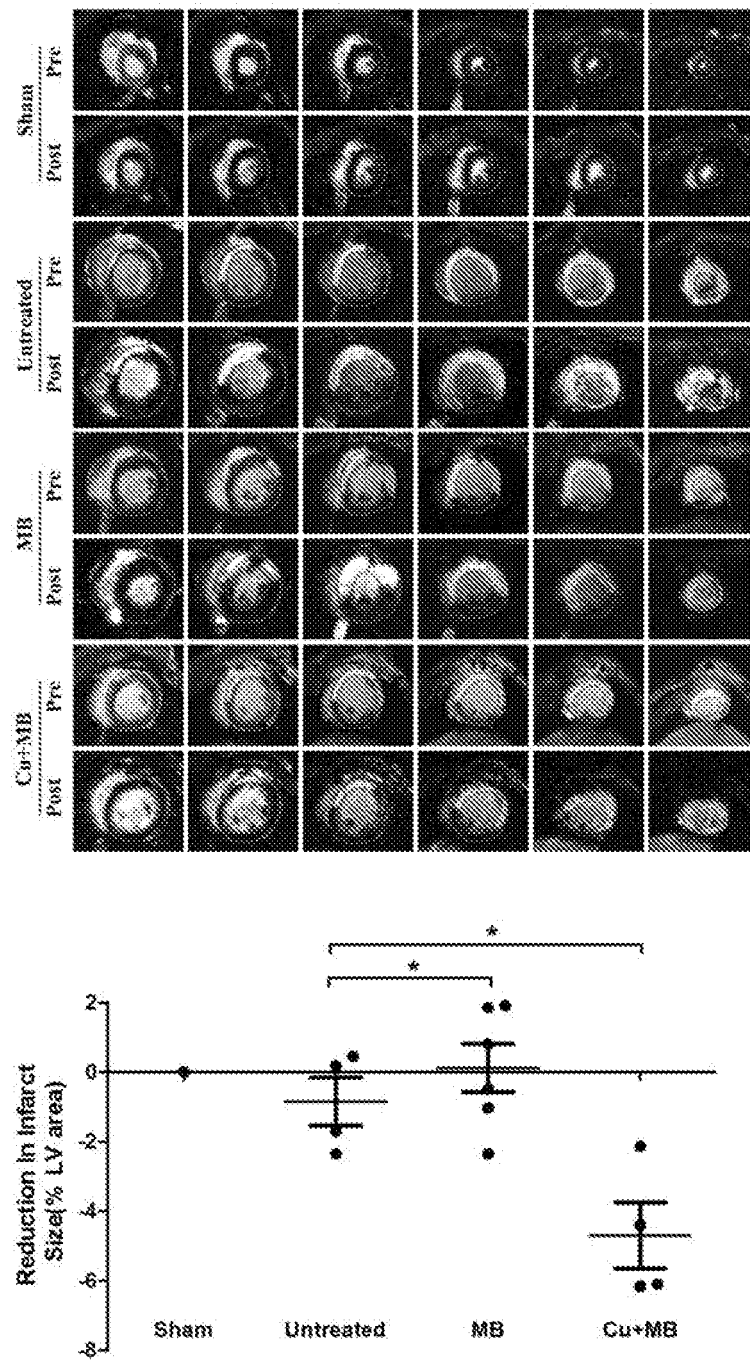 Sham
Pre
Post
Untreated
Pre
Post
MB
Pre
Post
Cu+MB
Pre
Post
*
*
Reduction in Infarct
Size(% LV area)
2
0
-2
-4
-6
-8
Sham Untreated MB Cu+MB